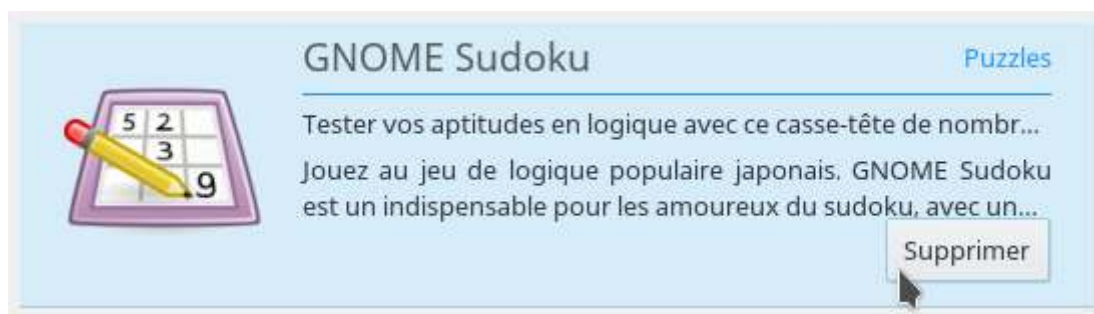 GNOME Sudoku
Puzzles
5 2
3
9
Tester vos aptitudes en logique avec ce casse-tête de nombr...
Jouez au jeu de logique populaire japonais. GNOME Sudoku
est un indispensable pour les amoureux du sudoku, avec un...
Supprimer